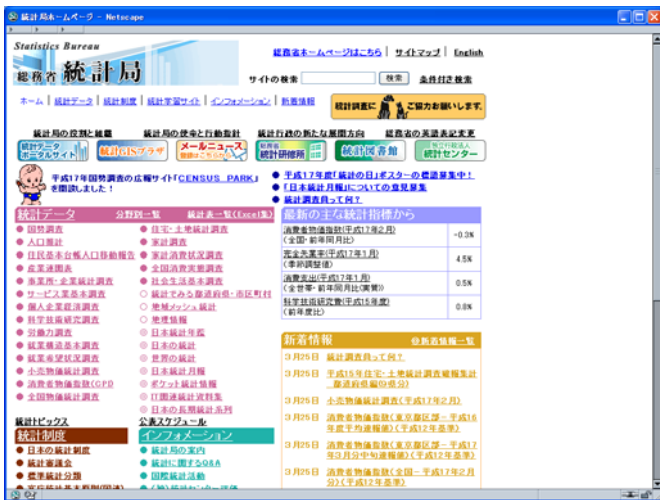 統計局ホームページ - Netscape
Statistics Bureau
総務省 統計局
総務省ホームページはこちら | サイトマップ | English
サイトの検索 検索 条件付き検索
ホーム | 統計データ | 統計制度 | 統計学習サイト | インフォメーション | 新着情報
統計調査に ご協力お願いします。
統計局の役割と組織 統計局の使命と行動指針 統計行政の新たな展開方向 総務省の英語表記変更
統計データ・ポータルサイト 統計GISプラザ メールニュース 登録はこちらから 総務省 統計研修所 統計図書館 独立行政法人 統計センター
平成17年国勢調査の広報サイト「CENSUS PARK」を開設しました!
● 平成17年度「統計の日」ポスターの標語募集中!
● 「日本統計月報」についての意見募集
● 統計調査員って何?
統計データ 分野別一覧 統計表一覧(Excel集)
● 国勢調査
● 人口推計
● 住民基本台帳人口移動報告
● 産業連関表
● 事業所・企業統計調査
● サービス業基本調査
● 個人企業経済調査
● 科学技術研究調査
● 労働力調査
● 就業構造基本調査
● 就業希望状況調査
● 小売物価統計調査
● 消費者物価指数(CPI)
● 全国物価統計調査
● 住宅・土地統計調査
● 家計調査
● 家計消費状況調査
● 全国消費実態調査
● 社会生活基本調査
○ 統計でみる都道府県・市区町村
○ 地域メッシュ統計
○ 地理情報
日本統計年鑑
日本の統計
世界の統計
日本統計月報
ポケット統計情報
IT関連統計資料集
日本の長期統計系列
最新の主な統計指標から
消費者物価指数(平成17年2月)
(全国・前年同月比) -0.3%
完全失業率(平成17年1月)
(季節調整値) 4.5%
消費支出(平成17年1月)
(全世帯・前年同月比(実質)) 0.5%
科学技術研究費(平成15年度)
(前年度比) 0.8%
新着情報 新着情報一覧
3月25日 統計調査員って何?
3月25日 平成15年住宅・土地統計調査確報集計
3月25日 小売物価統計調査(平成17年2月)
3月25日 消費者物価指数(東京都区部-平成16年度平均速報値)(平成12年基準)
3月25日 消費者物価指数(東京都区部-平成17年3月分中旬速報値)(平成12年基準)
3月25日 消費者物価指数(全国-平成17年2月分)(平成12年基準)
統計トピックス 公表スケジュール
統計制度
● 日本の統計制度
● 統計審議会
● 標準統計分類
インフォメーション
● 統計局の案内
● 統計に関するQ&A
● 国際統計活動